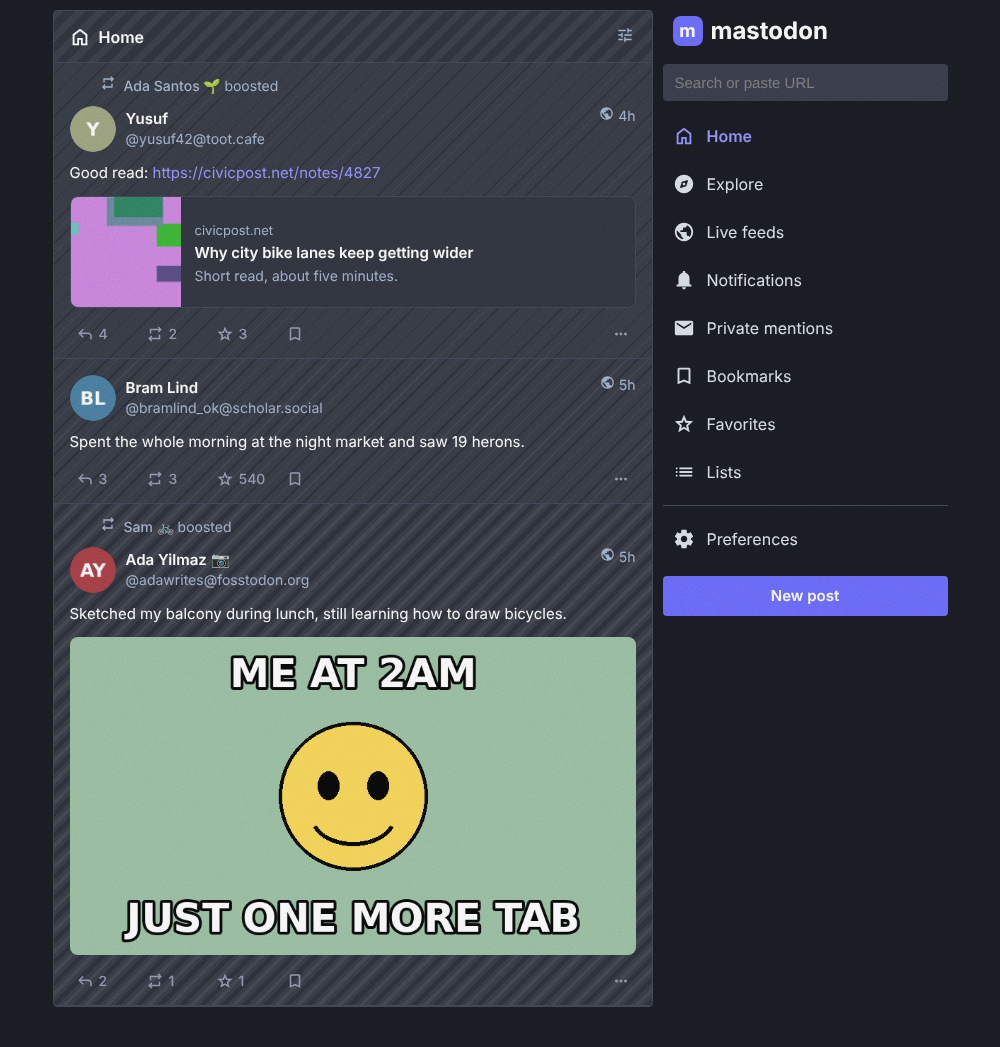 Home
Ada Santos 🌱 boosted
Y
Yusuf
@yusuf42@toot.cafe
4h
Good read: https://civicpost.net/notes/4827
civicpost.net
Why city bike lanes keep getting wider
Short read, about five minutes.
4 2 3
BL
Bram Lind
@bramlind_ok@scholar.social
5h
Spent the whole morning at the night market and saw 19 herons.
3 3 540
Sam 🚲 boosted
AY
Ada Yilmaz 📷
@adawrites@fosstodon.org
5h
Sketched my balcony during lunch, still learning how to draw bicycles.
ME AT 2AM
JUST ONE MORE TAB
2 1 1
m mastodon
Search or paste URL
Home
Explore
Live feeds
Notifications
Private mentions
Bookmarks
Favorites
Lists
Preferences
New post